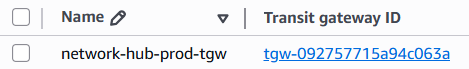 Name Transit gateway ID
network-hub-prod-tgw tgw-092757715a94c063a